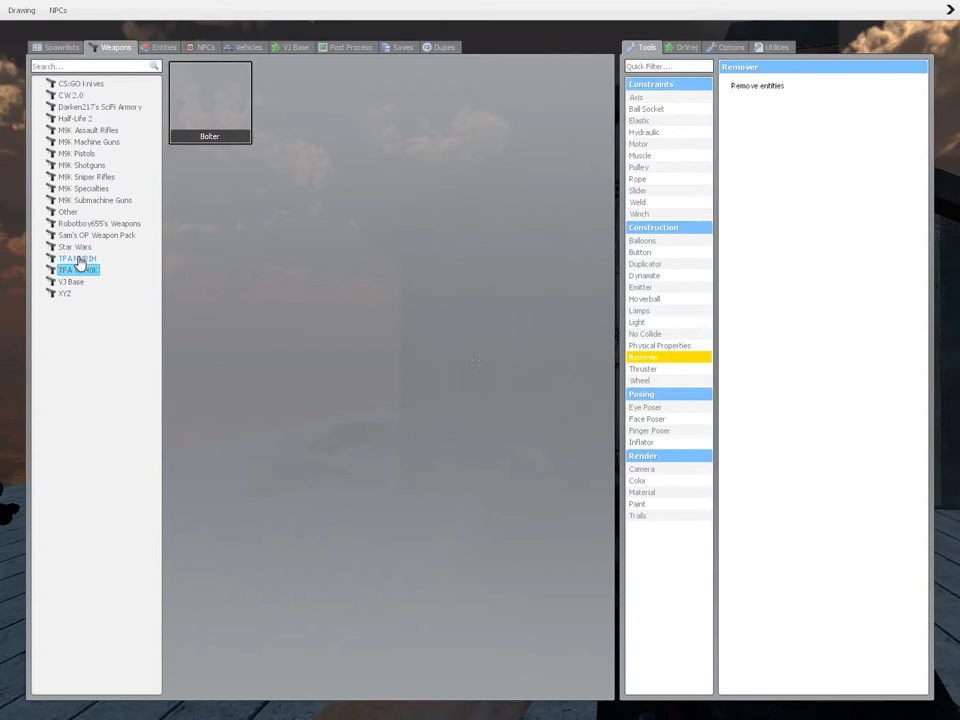 Drawing NPCs
Spawnlists Weapons Entities NPCs Vehicles VJ Base Post Process Saves Dupes
Search...
CS:GO Knives
CW 2.0
Darken217's SciFi Armory
Half-Life 2
M9K Assault Rifles
M9K Machine Guns
M9K Pistols
M9K Shotguns
M9K Sniper Rifles
M9K Specialties
M9K Submachine Guns
Other
Robotboy655's Weapons
Sam's OP Weapon Pack
Star Wars
TFA
TFA
VJ Base
XYZ
Bolter
Tools DrVrej Options Utilities
Quick Filter...
Constraints
Axis
Ball Socket
Elastic
Hydraulic
Motor
Muscle
Pulley
Rope
Slider
Weld
Winch
Construction
Balloons
Button
Duplicator
Dynamite
Emitter
Hoverball
Lamps
Light
No Collide
Physical Properties
Remover
Thruster
Wheel
Posing
Eye Poser
Face Poser
Finger Poser
Inflator
Render
Camera
Color
Material
Paint
Trails
Remover
Remove entities